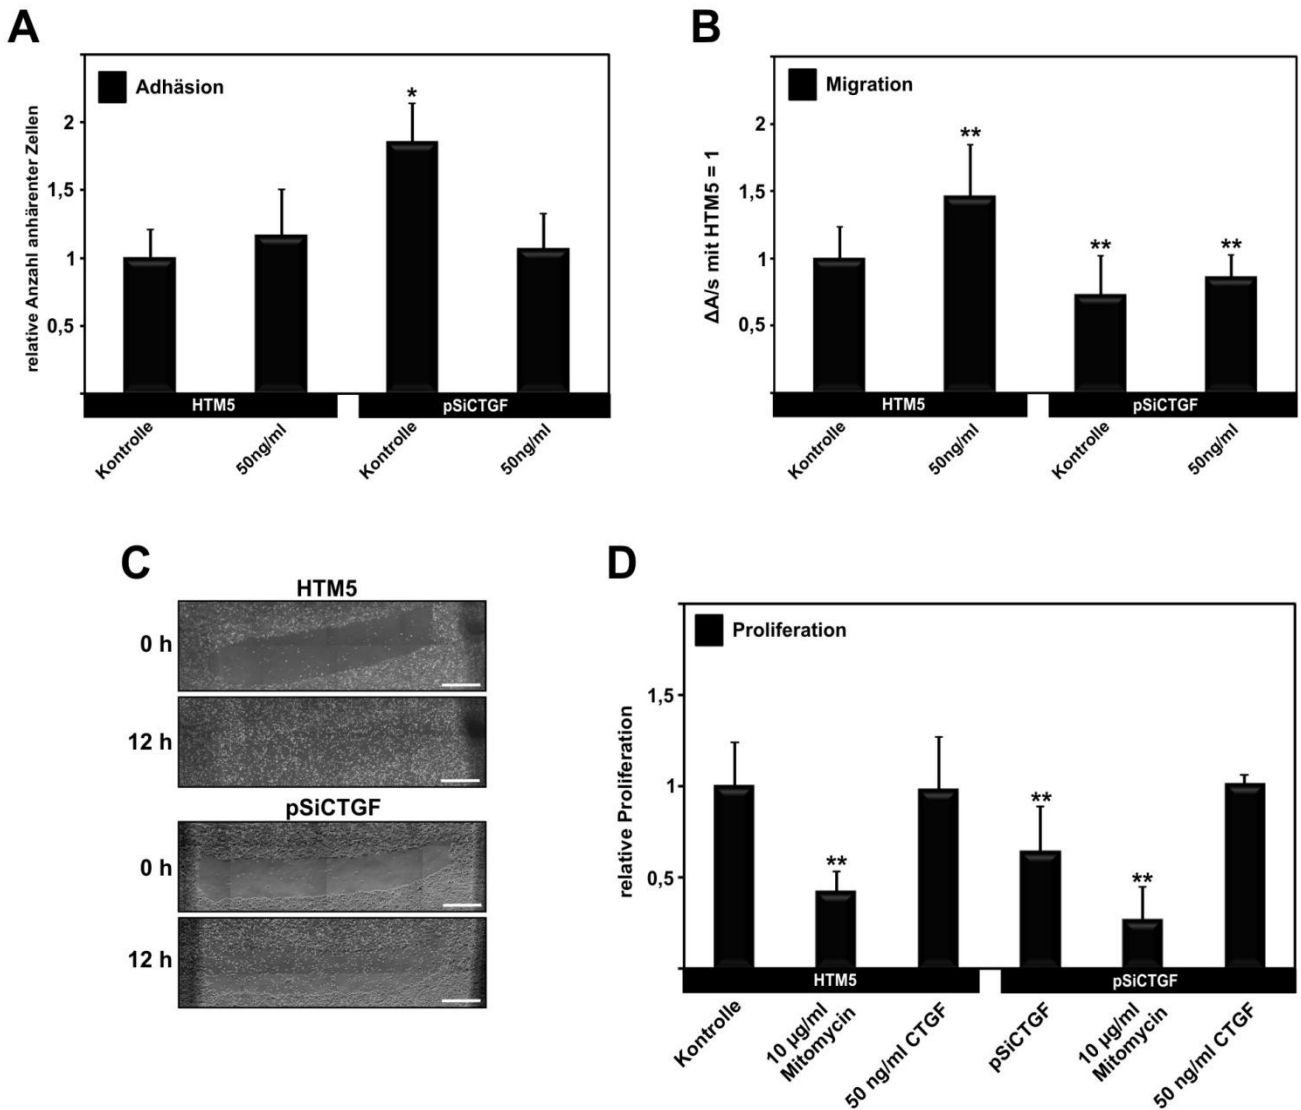 A
Adhäsion
relative Anzahl anhärenter Zellen
2
1,5
1
0,5
*
HTM5
pSiCTGF
Kontrolle
50ng/ml
Kontrolle
50ng/ml
B
Migration
ΔA/s mit HTM5 = 1
2
1,5
1
0,5
**
**
**
HTM5
pSiCTGF
Kontrolle
50ng/ml
Kontrolle
50ng/ml
C
HTM5
0 h
12 h
pSiCTGF
0 h
12 h
D
Proliferation
relative Proliferation
1,5
1
0,5
**
**
**
HTM5
pSiCTGF
Kontrolle
10 µg/ml
Mitomycin
50 ng/ml CTGF
pSiCTGF
10 µg/ml
Mitomycin
50 ng/ml CTGF